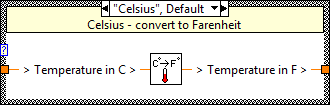 "Celsius", Default
Celsius - convert to Farenheit
?
> Temperature in C > C°→F° > Temperature in F >